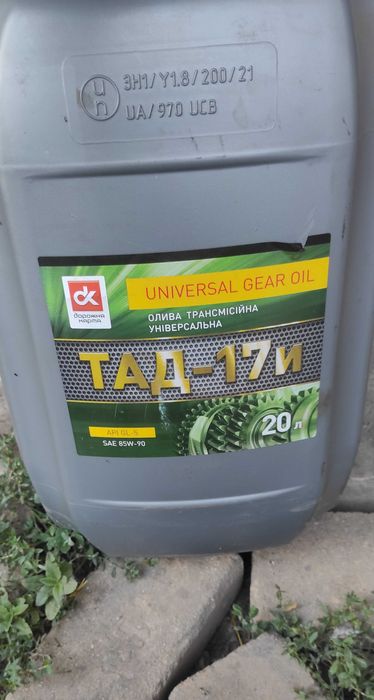 un
3H1/Y1.8/200/21
UA/970 UCB
дк
дорожня
карта
UNIVERSAL GEAR OIL
ОЛИВА ТРАНСМІСІЙНА
УНІВЕРСАЛЬНА
ТАД-17и
API GL-5
SAE 85W-90
20 л